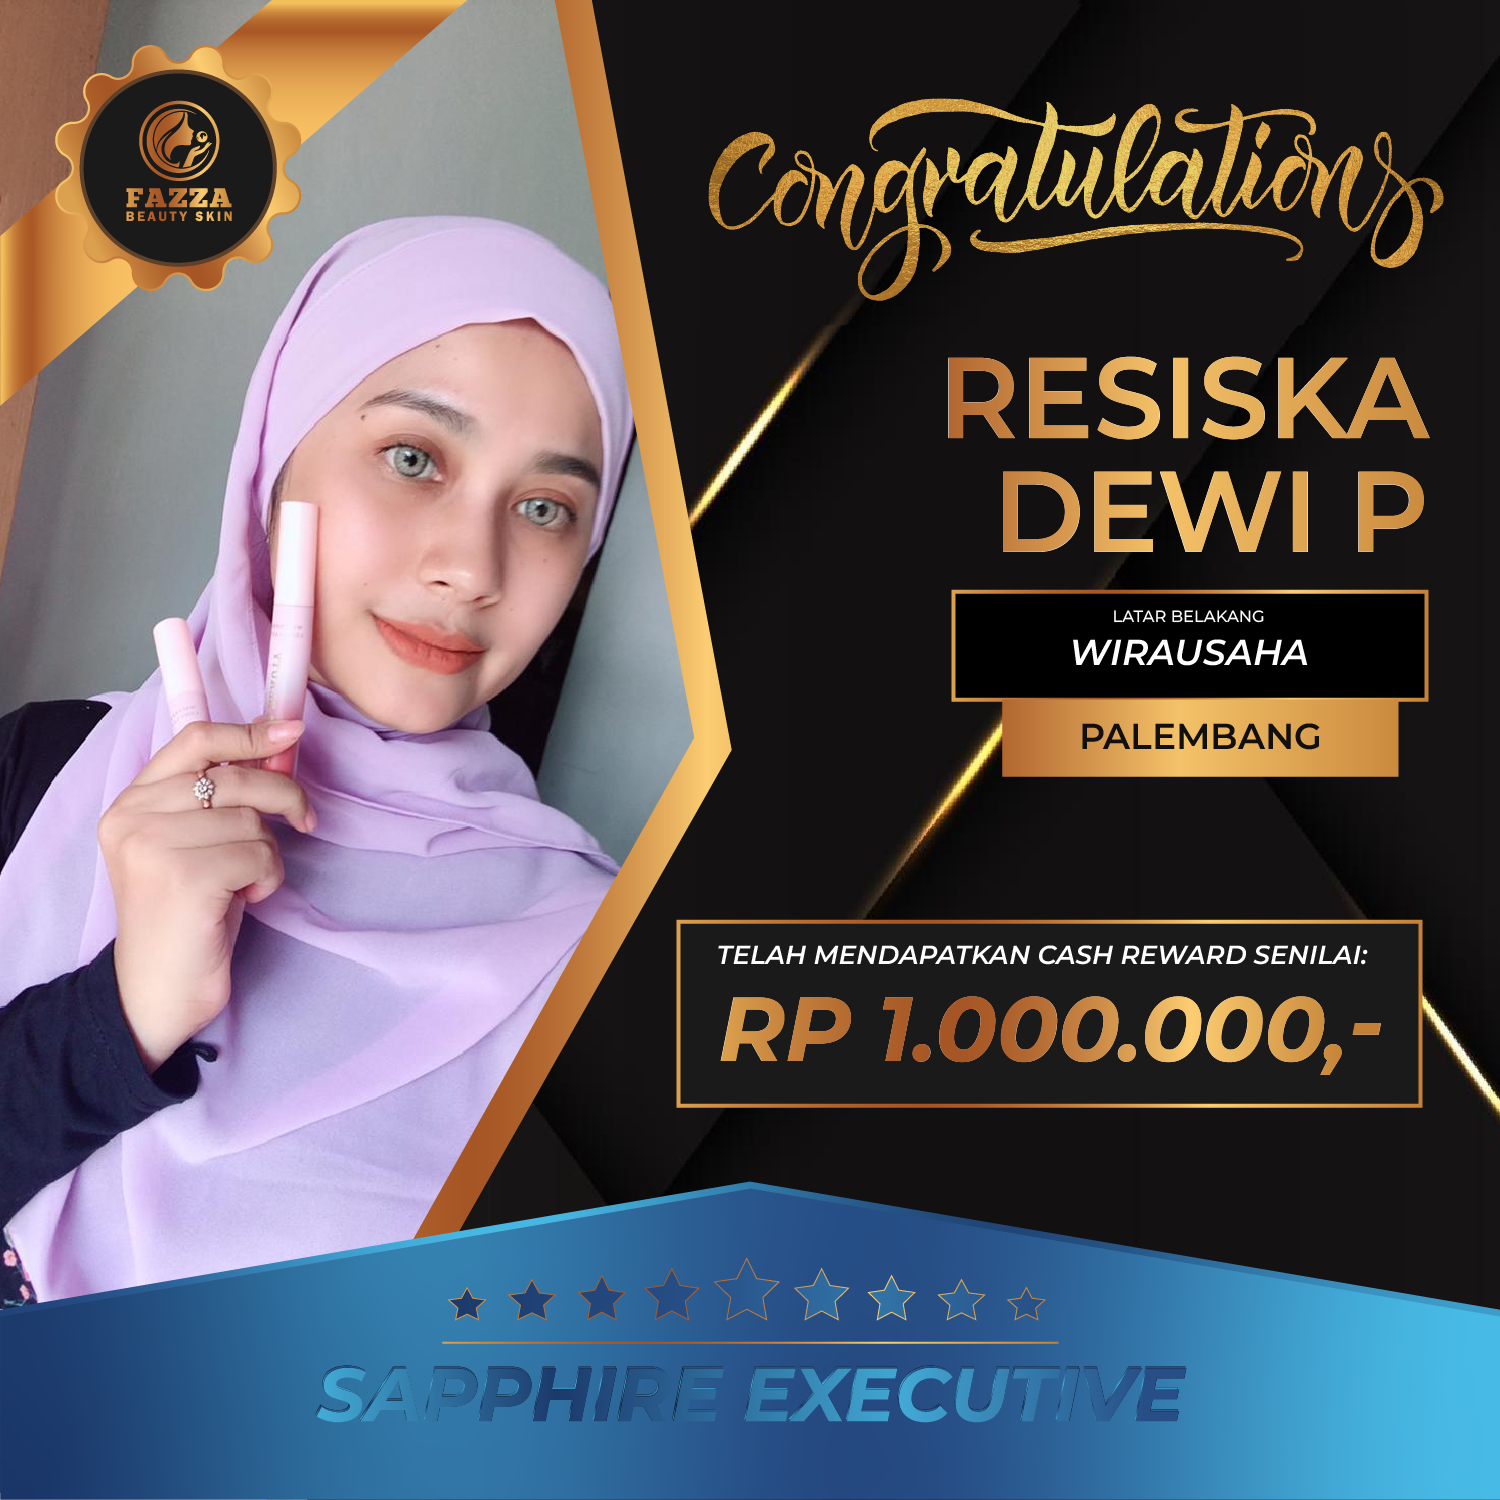 FAZZA
BEAUTY SKIN
Congratulations
RESISKA
DEWI P
LATAR BELAKANG
WIRAUSAHA
PALEMBANG
TELAH MENDAPATKAN CASH REWARD SENILAI:
RP 1.000.000,-
SAPPHIRE EXECUTIVE